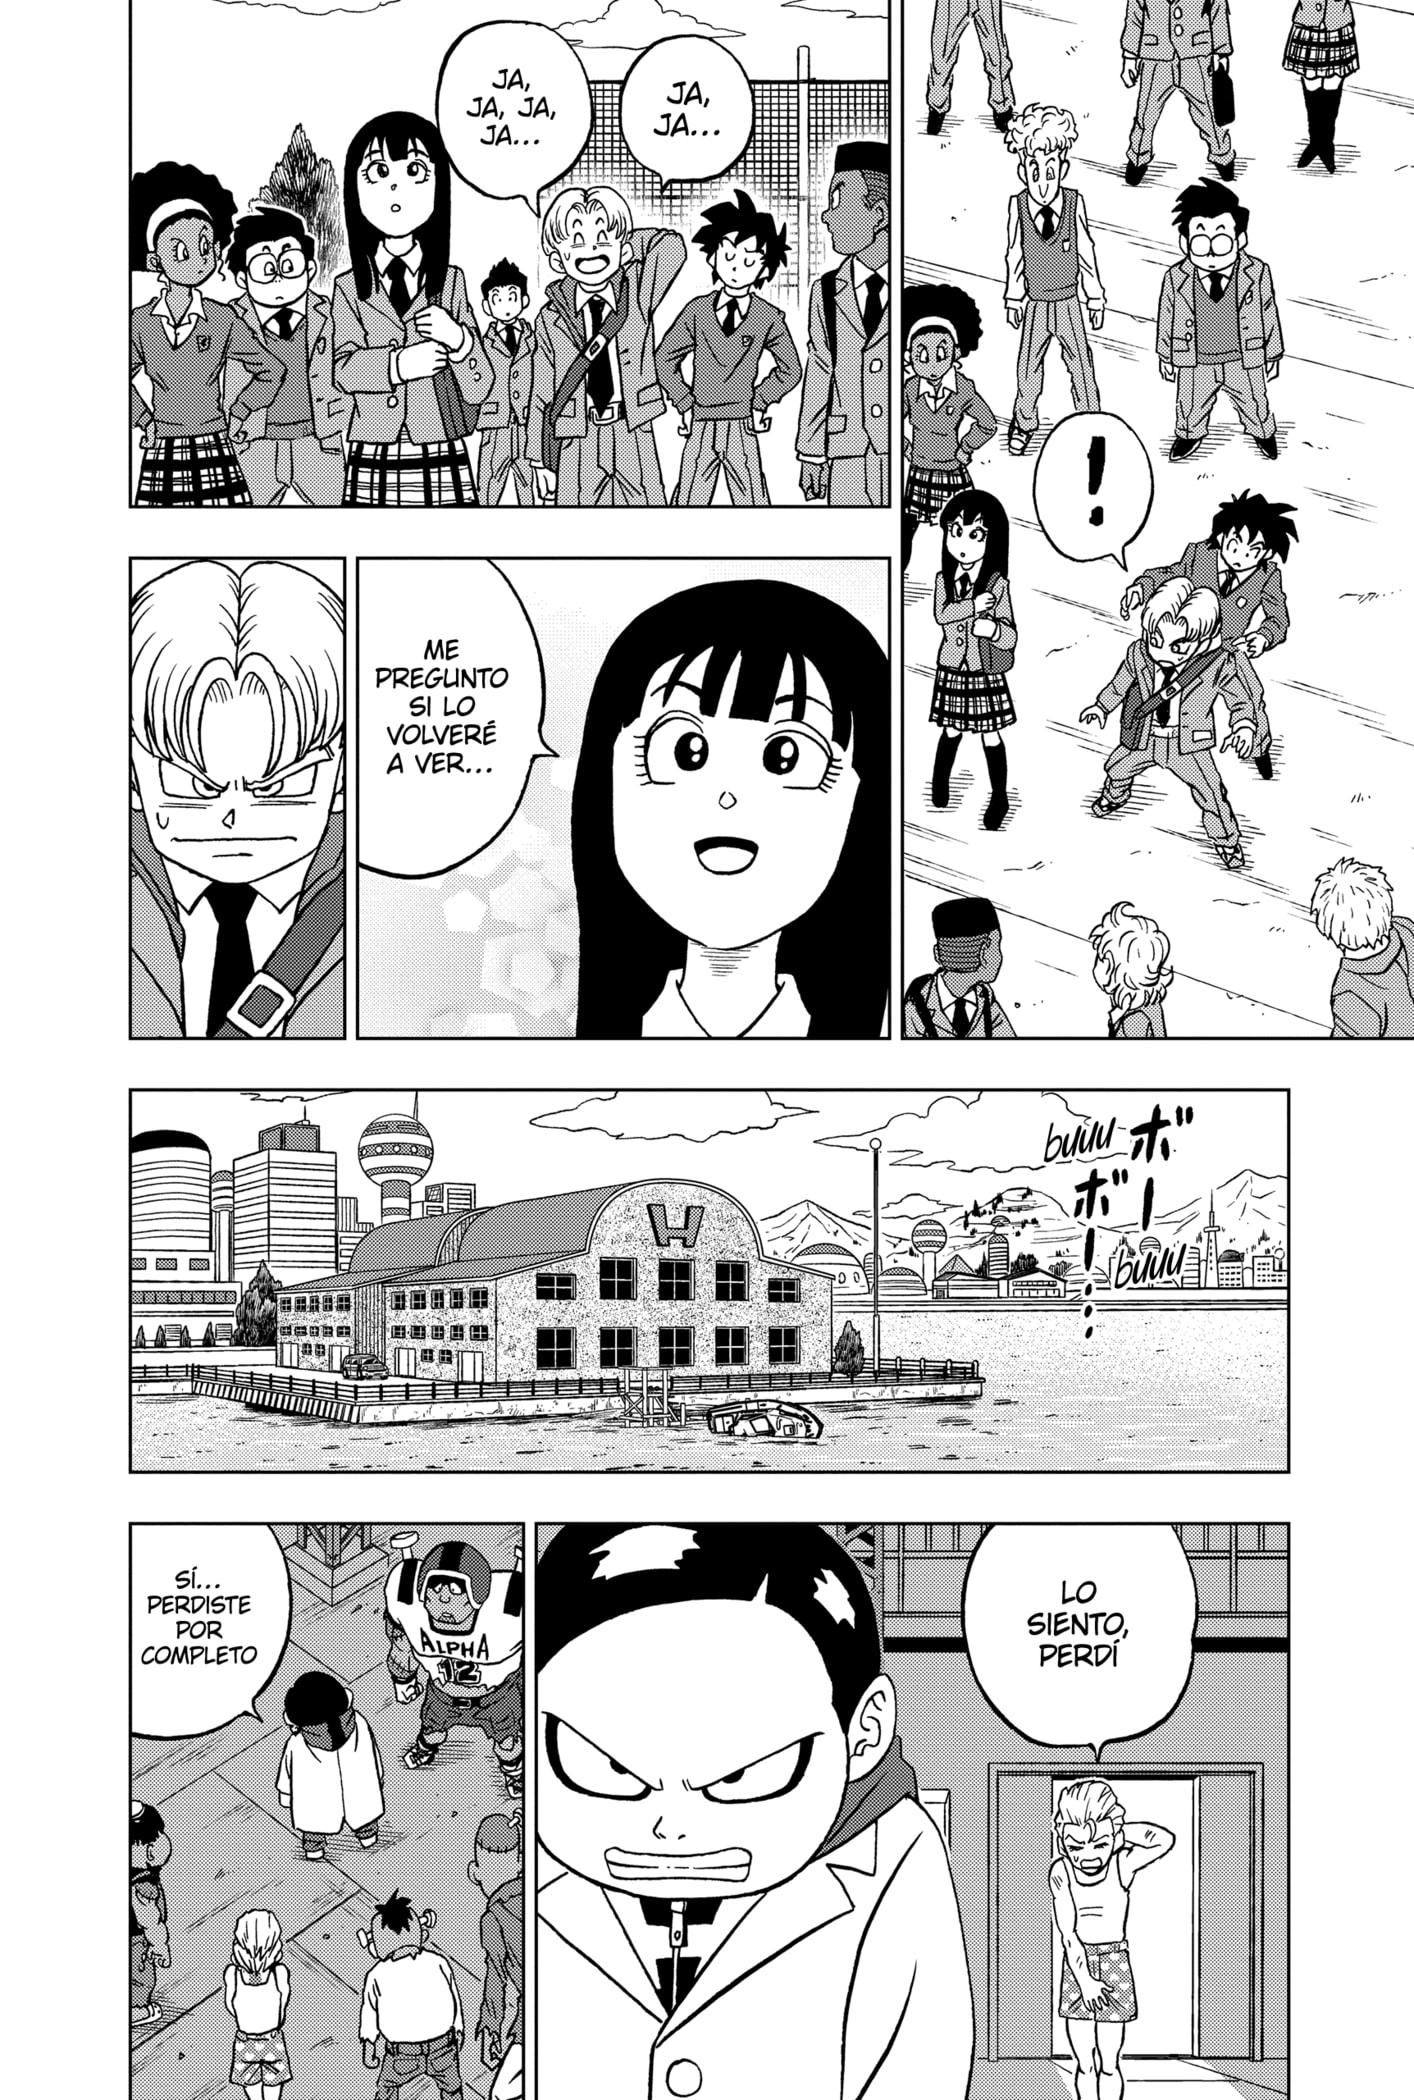 JA,
JA, JA,
JA...
JA,
JA...
!
ME
PREGUNTO
SI LO
VOLVERÉ
A VER...
H
buuu
ボー
ボー...
buuu
SÍ...
PERDISTE
POR
COMPLETO
ALPHA
12
LO
SIENTO,
PERDÍ